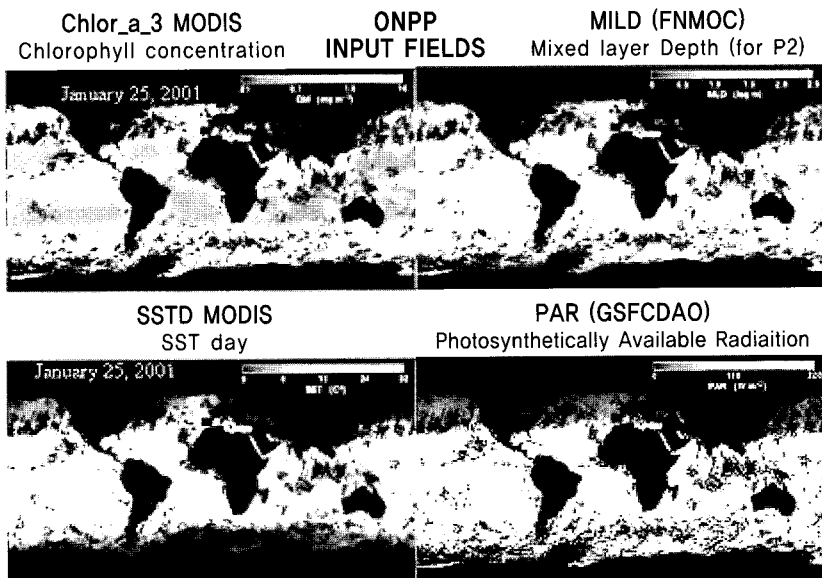 Chlor_a_3 MODIS
Chlorophyll concentration
ONPP
INPUT FIELDS
MILD (FNMOC)
Mixed layer Depth (for P2)
January 25, 2001
SSTD MODIS
SST day
PAR (GSFCDAO)
Photosynthetically Available Radiaition
January 25, 2001
SST (C°)